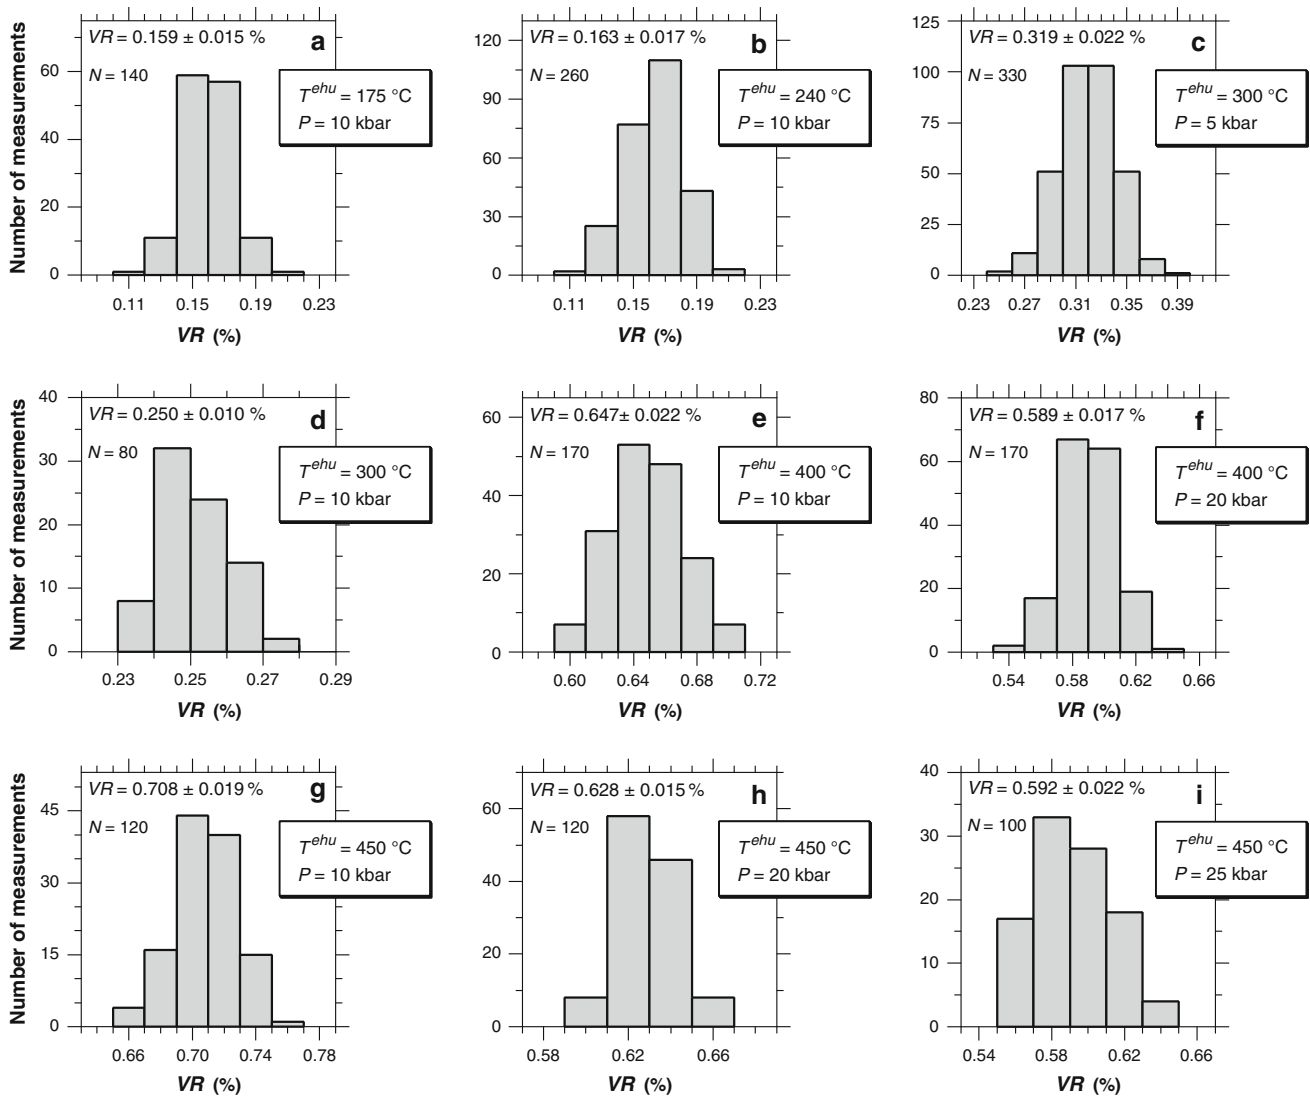 Number of measurements
VR = 0.159 ± 0.015 %
a
N = 140
T^ehu = 175 °C
P = 10 kbar
60
40
20
0
0.11 0.15 0.19 0.23
VR (%)
VR = 0.163 ± 0.017 %
b
N = 260
T^ehu = 240 °C
P = 10 kbar
120
90
60
30
0
0.11 0.15 0.19 0.23
VR (%)
VR = 0.319 ± 0.022 %
c
N = 330
T^ehu = 300 °C
P = 5 kbar
125
100
75
50
25
0
0.23 0.27 0.31 0.35 0.39
VR (%)
Number of measurements
VR = 0.250 ± 0.010 %
d
N = 80
T^ehu = 300 °C
P = 10 kbar
40
30
20
10
0
0.23 0.25 0.27 0.29
VR (%)
VR = 0.647± 0.022 %
e
N = 170
T^ehu = 400 °C
P = 10 kbar
60
40
20
0
0.60 0.64 0.68 0.72
VR (%)
VR = 0.589 ± 0.017 %
f
N = 170
T^ehu = 400 °C
P = 20 kbar
80
60
40
20
0
0.54 0.58 0.62 0.66
VR (%)
Number of measurements
VR = 0.708 ± 0.019 %
g
N = 120
T^ehu = 450 °C
P = 10 kbar
45
30
15
0
0.66 0.70 0.74 0.78
VR (%)
VR = 0.628 ± 0.015 %
h
N = 120
T^ehu = 450 °C
P = 20 kbar
60
40
20
0
0.58 0.62 0.66
VR (%)
VR = 0.592 ± 0.022 %
i
N = 100
T^ehu = 450 °C
P = 25 kbar
40
30
20
10
0
0.54 0.58 0.62 0.66
VR (%)